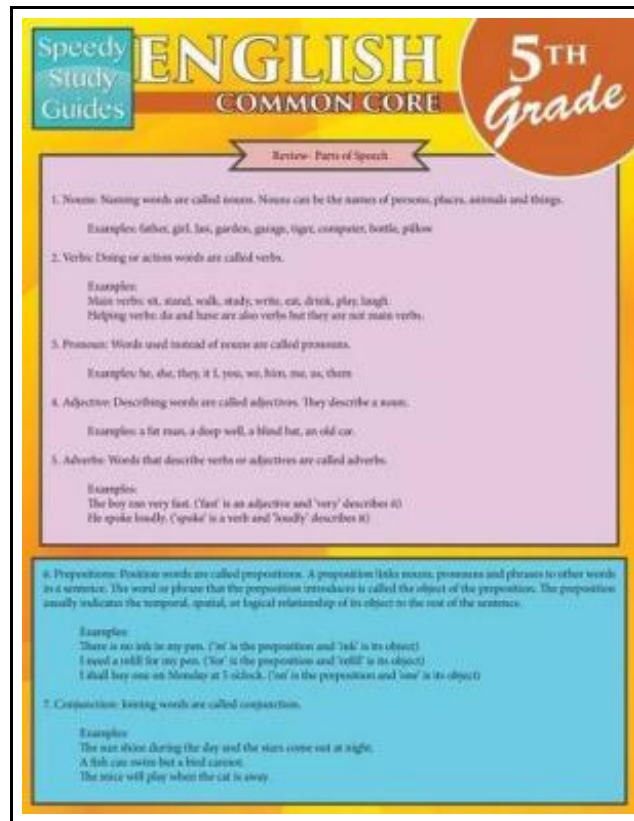 Speedy
Study
Guides
ENGLISH
COMMON CORE
5TH
Grade
Review- Parts of Speech
1. Nouns: Naming words are called nouns. Nouns can be the names of persons, places, animals and things.
Examples: father, girl, Ian, garden, garage, tiger, computer, bottle, pillow
2. Verbs: Doing or action words are called verbs.
Examples:
Main verbs: sit, stand, walk, study, write, eat, drink, play, laugh.
Helping verbs: do and have are also verbs but they are not main verbs.
3. Pronoun: Words used instead of nouns are called pronouns.
Examples: he, she, they, it I, you, we, him, me, us, them
4. Adjective: Describing words are called adjectives. They describe a noun.
Examples: a fat man, a deep well, a blind bat, an old car.
5. Adverbs: Words that describe verbs or adjectives are called adverbs.
Examples:
The boy ran very fast. ('fast' is an adjective and 'very' describes it)
He spoke loudly. ('spoke' is a verb and 'loudly' describes it)
6. Prepositions: Position words are called prepositions. A preposition links nouns, pronouns and phrases to other words
in a sentence. The word or phrase that the preposition introduces is called the object of the preposition. The preposition
usually indicates the temporal, spatial, or logical relationship of its object to the rest of the sentence.
Examples:
There is no ink in my pen. ('in' is the preposition and 'ink' is its object)
I need a refill for my pen. ('for' is the preposition and 'refill' is its object)
I shall buy one on Monday at 5 o'clock. ('on' is the preposition and 'one' is its object)
7. Conjunction: Joining words are called conjunction.
Examples:
The sun shine during the day and the stars come out at night.
A fish can swim but a bird cannot.
The mice will play when the cat is away.